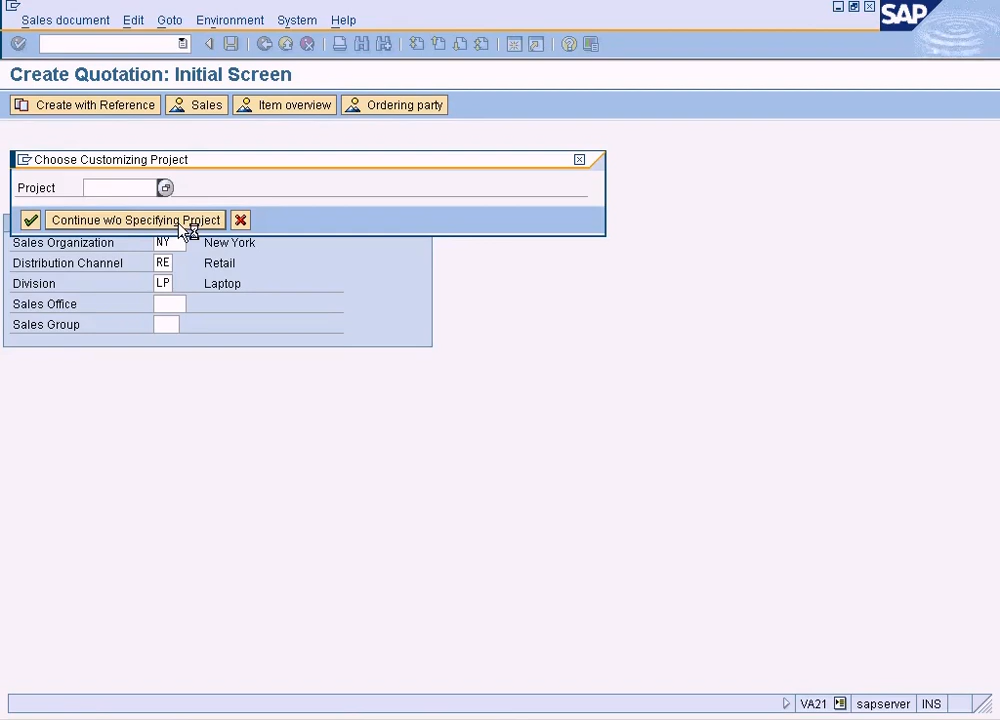 Sales document Edit Goto Environment System Help
SAP
Create Quotation: Initial Screen
Create with Reference Sales Item overview Ordering party
Choose Customizing Project
Project
Continue w/o Specifying Project
Sales Organization NY New York
Distribution Channel RE Retail
Division LP Laptop
Sales Office
Sales Group
VA21 sapserver INS